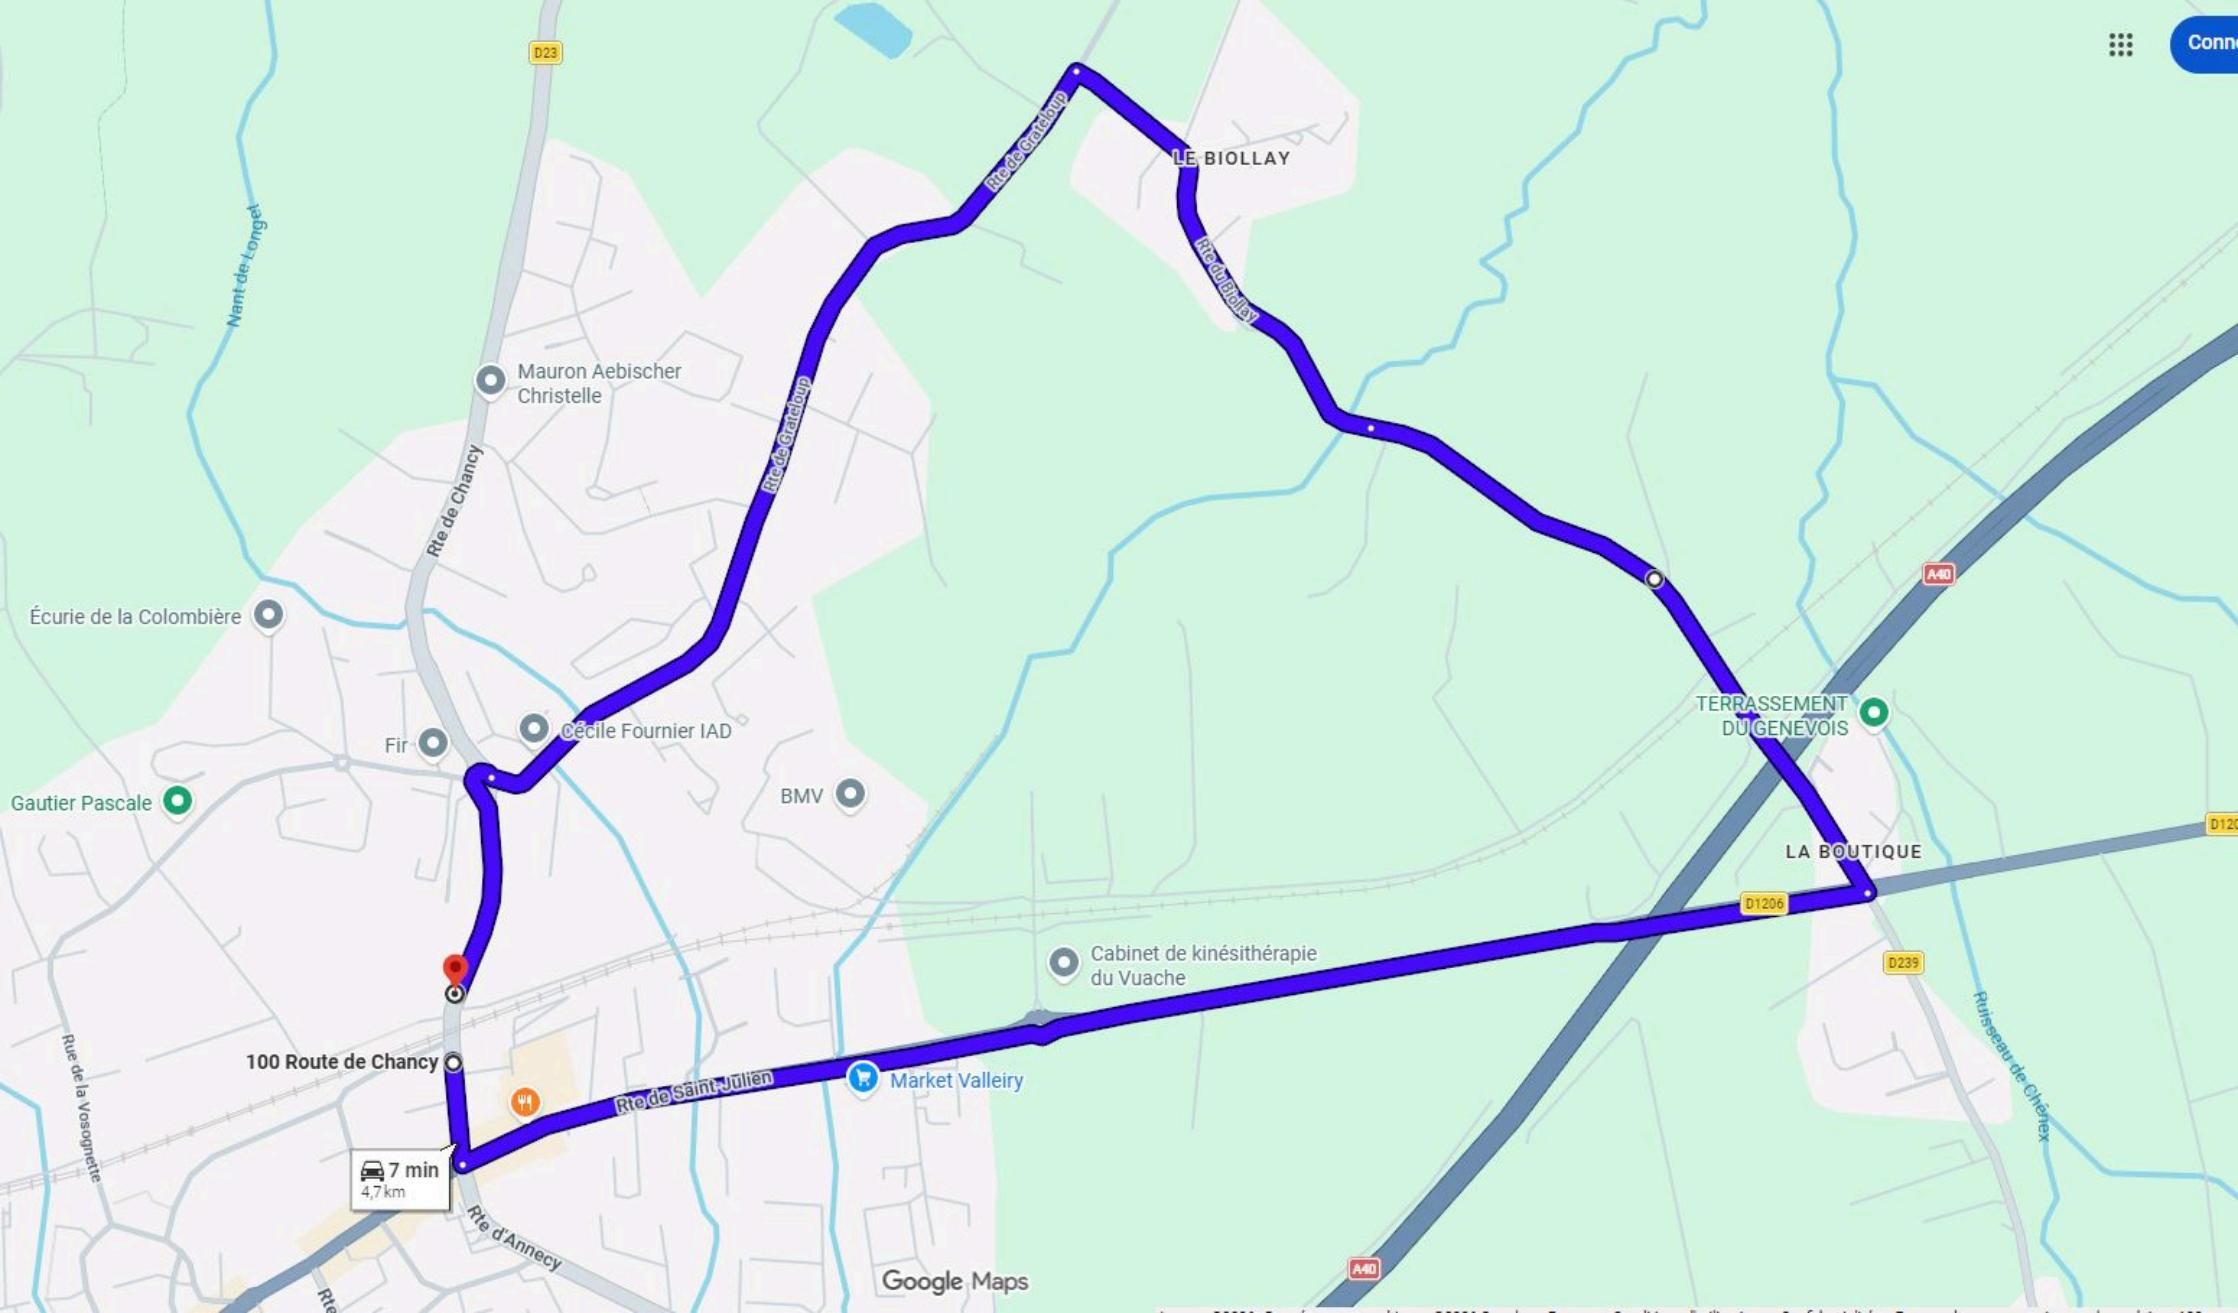 D23
Conn
Rte de Grateloup
LE BIOLLAY
Nant de Longet
Rte du Biollay
Mauron Aebischer
Christelle
Rte de Grateloup
Rte de Chancy
A40
Écurie de la Colombière
TERRASSEMENT
DU GENEVOIS
Cécile Fournier IAD
Fir
BMV
Gautier Pascale
D120
LA BOUTIQUE
D1206
Cabinet de kinésithérapie
du Vuache
D239
100 Route de Chancy
Rue de la Vosognette
Market Valleiry
Rte de Saint-Julien
Ruisseau de Chênex
7 min
4,7 km
Rte d'Annecy
A40
Google Maps
Rte